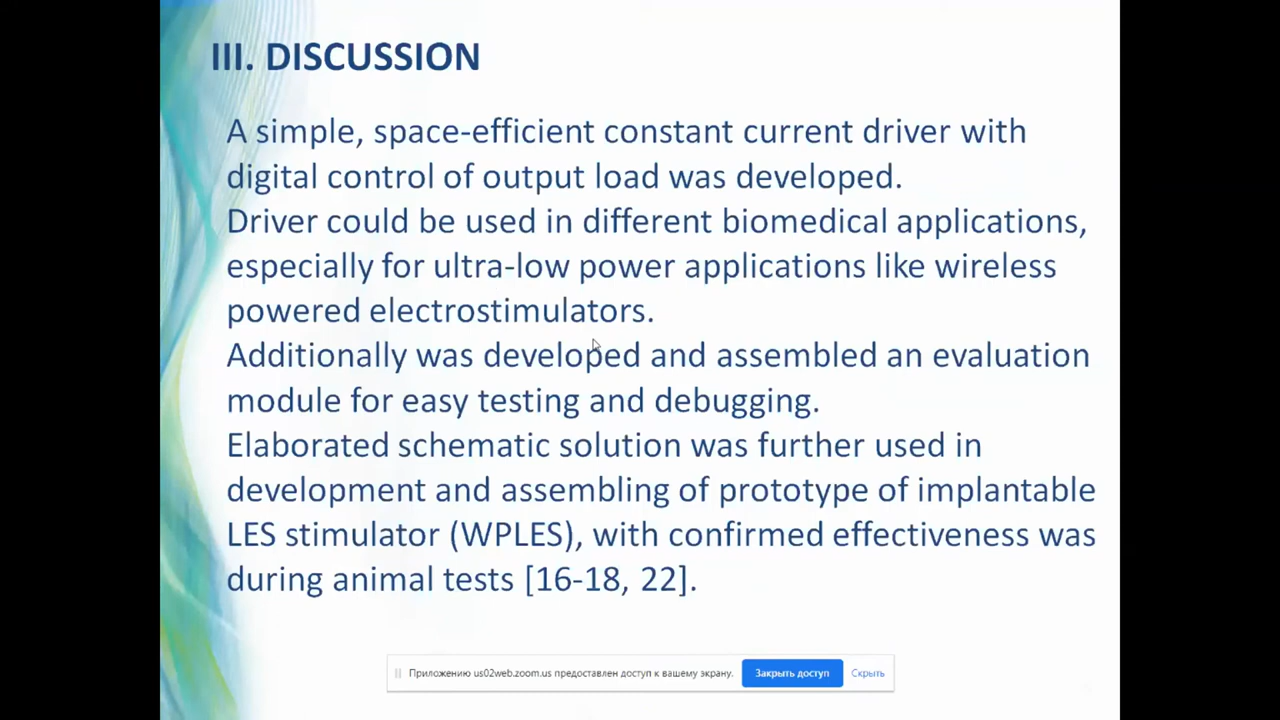 III. DISCUSSION
A simple, space-efficient constant current driver with
digital control of output load was developed.
Driver could be used in different biomedical applications,
especially for ultra-low power applications like wireless
powered electrostimulators.
Additionally was developed and assembled an evaluation
module for easy testing and debugging.
Elaborated schematic solution was further used in
development and assembling of prototype of implantable
LES stimulator (WPLES), with confirmed effectiveness was
during animal tests [16-18, 22].
Приложению us02web.zoom.us предоставлен доступ к вашему экрану. Закрыть доступ Скрыть